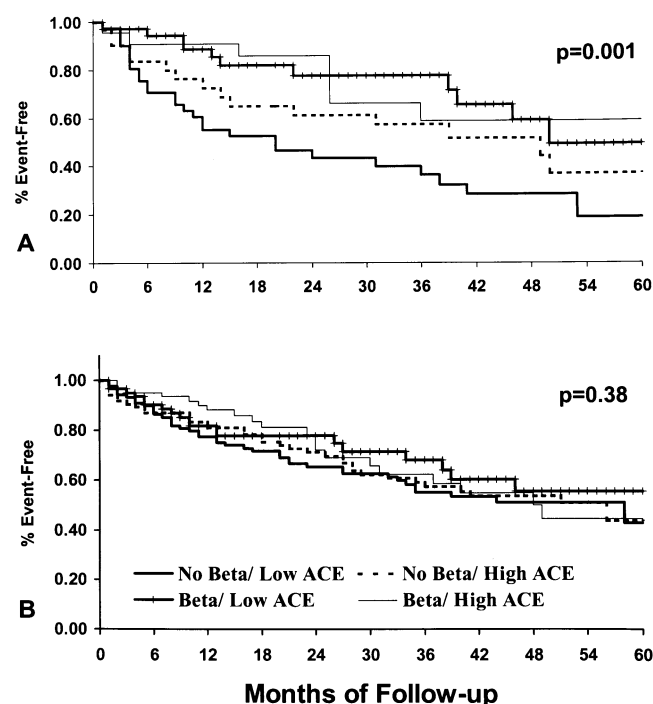 1.00
0.80
0.60
0.40
0.20
0.00
% Event-Free
A
p=0.001
0 6 12 18 24 30 36 42 48 54 60
1.00
0.80
0.60
0.40
0.20
0.00
% Event-Free
B
p=0.38
No Beta/ Low ACE No Beta/ High ACE
Beta/ Low ACE Beta/ High ACE
0 6 12 18 24 30 36 42 48 54 60
Months of Follow-up